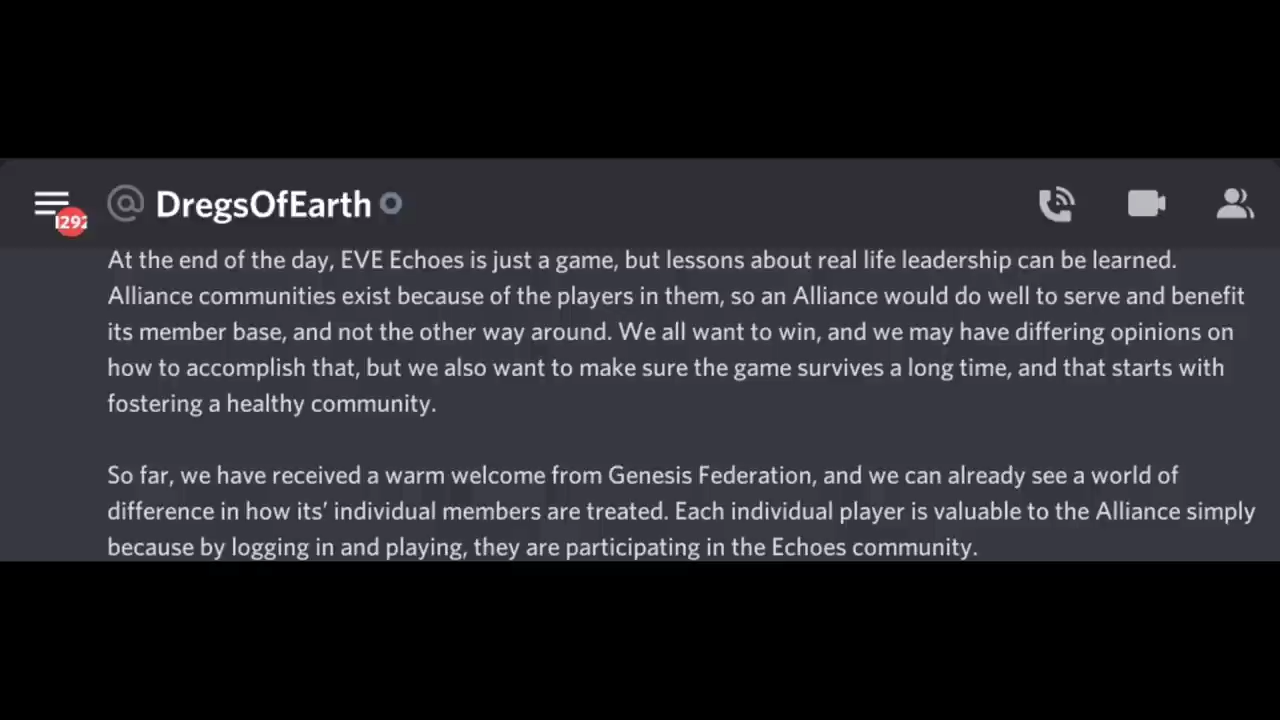 @ DregsOfEarth
At the end of the day, EVE Echoes is just a game, but lessons about real life leadership can be learned.
Alliance communities exist because of the players in them, so an Alliance would do well to serve and benefit
its member base, and not the other way around. We all want to win, and we may have differing opinions on
how to accomplish that, but we also want to make sure the game survives a long time, and that starts with
fostering a healthy community.
So far, we have received a warm welcome from Genesis Federation, and we can already see a world of
difference in how its’ individual members are treated. Each individual player is valuable to the Alliance simply
because by logging in and playing, they are participating in the Echoes community.